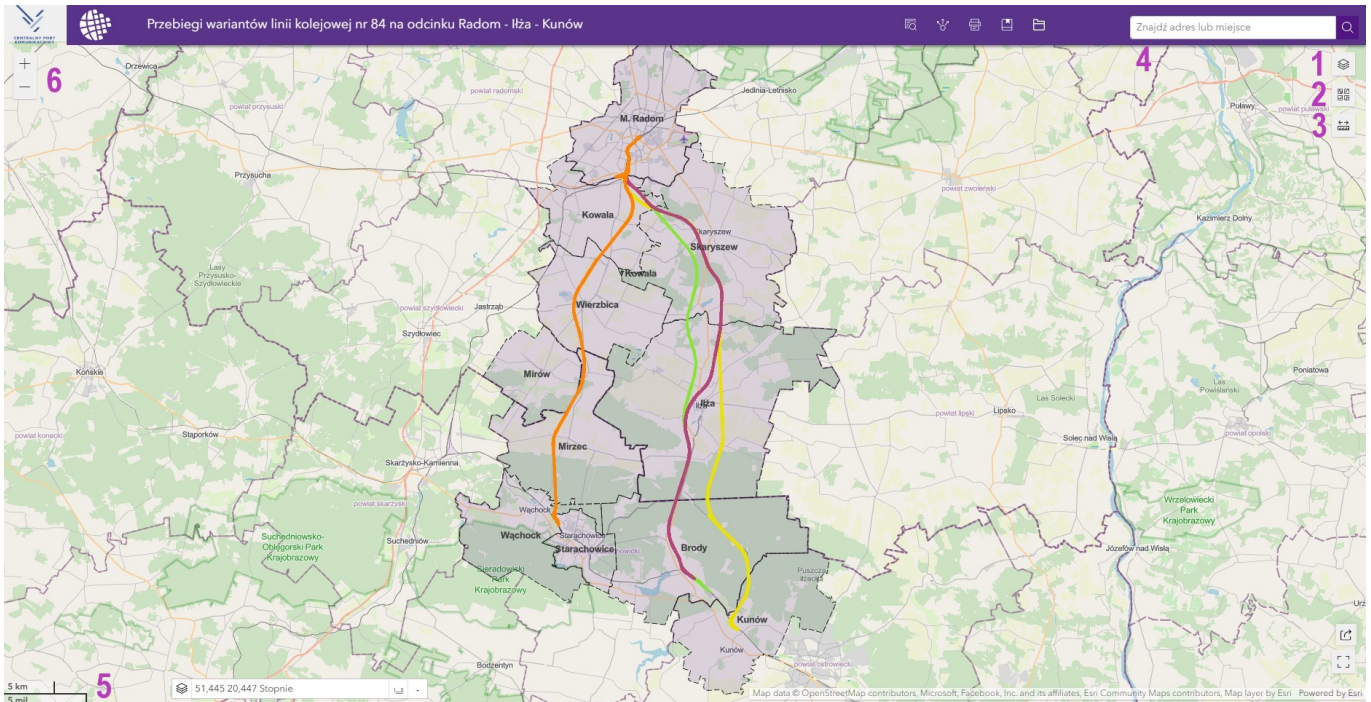 CENTRALNY PORT
KOMUNIKACYJNY
Przebiegi wariantów linii kolejowej nr 84 na odcinku Radom - Iłża - Kunów
Znajdź adres lub miejsce
6
4
1
2
3
Drzewica
powiat przysuski
powiat radomski
Jedlnia-Letnisko
Puławy
powiat puławski
M. Radom
Przysucha
powiat zwoleński
Kazimierz Dolny
Kowala
Skaryszew
Skaryszew
Lasy
Przysusko-
Szydłowieckie
Kowala
powiat szydłowiecki
Jastrząb
Wierzbica
Szydłowiec
Końskie
Mirów
Poniatowa
Las
Powiślański
Las Solecki
Iłża
Iłża
powiat lipski
Lipsko
powiat konecki
Stąporków
Mirzec
Solec nad Wisłą
powiat opolski
Skarżysko-Kamienna
powiat skarżyski
Wąchock
Wąchock
Starachowice
Starachowice
Wrzelowiecki
Park
Krajobrazowy
Suchedniowsko-
Oblęgorski Park
Krajobrazowy
Suchedniów
Brody
Józefów nad Wisłą
Sieradowicki
Park
Krajobrazowy
Puszcza
Iłżecka
Kunów
Kunów
Bodzentyn
powiat ostrowiecki
Urz
5 km
5 mil
5
51,445 20,447 Stopnie
Map data © OpenStreetMap contributors, Microsoft, Facebook, Inc. and its affiliates, Esri Community Maps contributors, Map layer by Esri
Powered by Esri